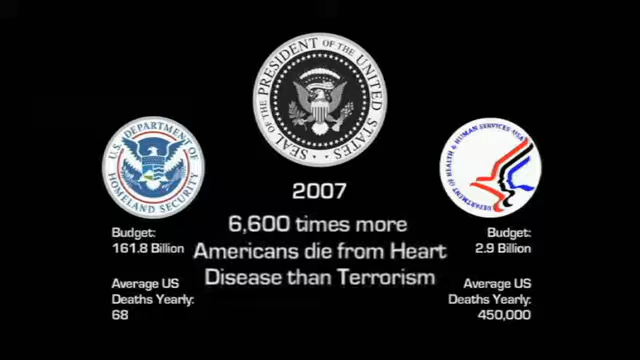 SEAL OF THE PRESIDENT OF THE UNITED STATES
U.S. DEPARTMENT OF
HOMELAND SECURITY
DEPARTMENT OF HEALTH & HUMAN SERVICES • USA
2007
6,600 times more
Americans die from Heart
Disease than Terrorism
Budget:
161.8 Billion
Average US
Deaths Yearly:
68
Budget:
2.9 Billion
Average US
Deaths Yearly:
450,000